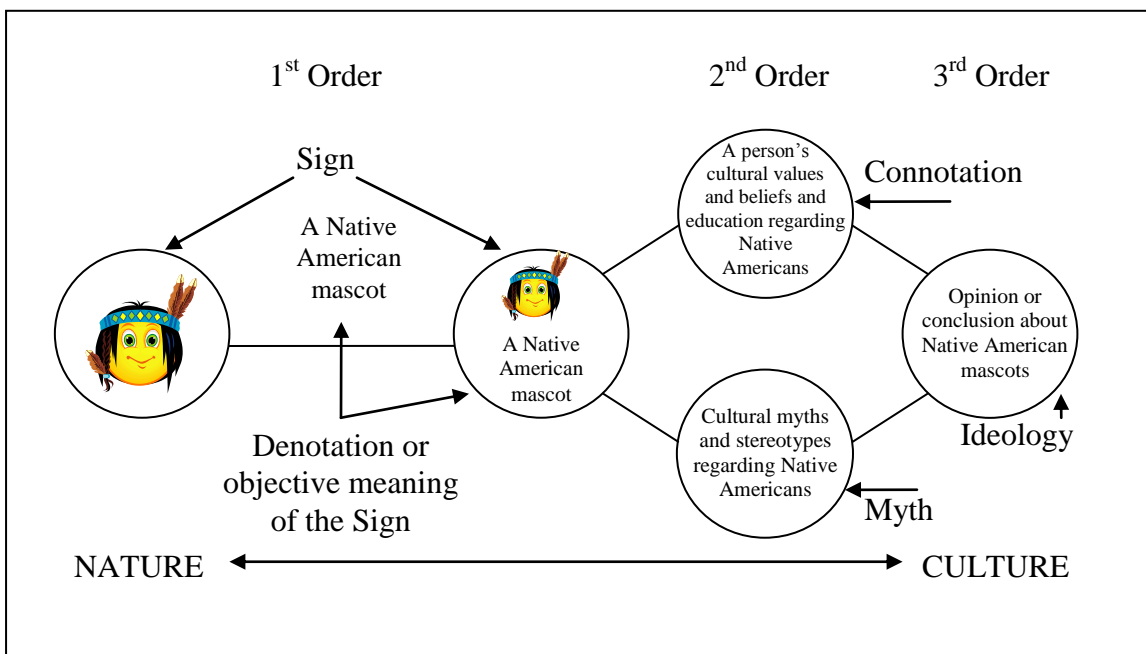 1st Order
2nd Order
3rd Order
Sign
A Native
American
mascot
A Native
American
mascot
Denotation or
objective meaning
of the Sign
A person’s
cultural values
and beliefs and
education regarding
Native
Americans
Connotation
Cultural myths
and stereotypes
regarding Native
Americans
Myth
Opinion or
conclusion about
Native American
mascots
Ideology
NATURE
CULTURE